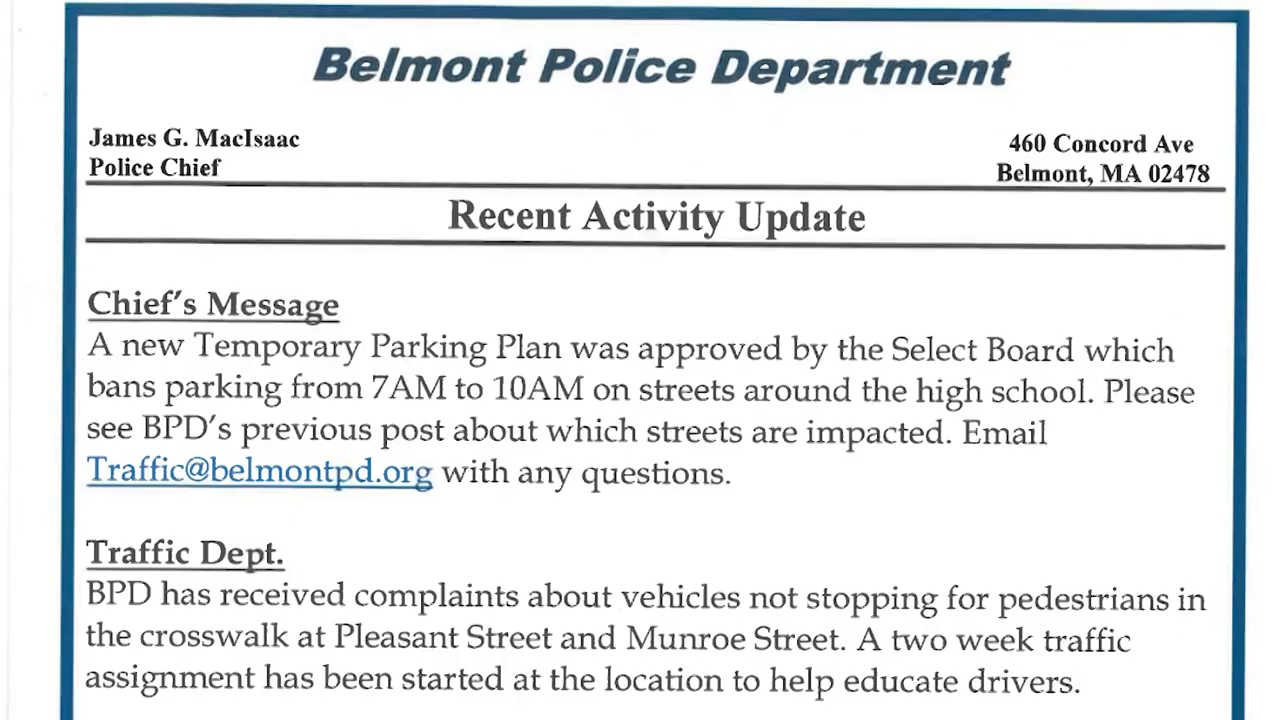 Belmont Police Department
James G. MacIsaac
Police Chief
460 Concord Ave
Belmont, MA 02478
Recent Activity Update
Chief's Message
A new Temporary Parking Plan was approved by the Select Board which
bans parking from 7AM to 10AM on streets around the high school. Please
see BPD's previous post about which streets are impacted. Email
Traffic@belmontpd.org with any questions.
Traffic Dept.
BPD has received complaints about vehicles not stopping for pedestrians in
the crosswalk at Pleasant Street and Munroe Street. A two week traffic
assignment has been started at the location to help educate drivers.